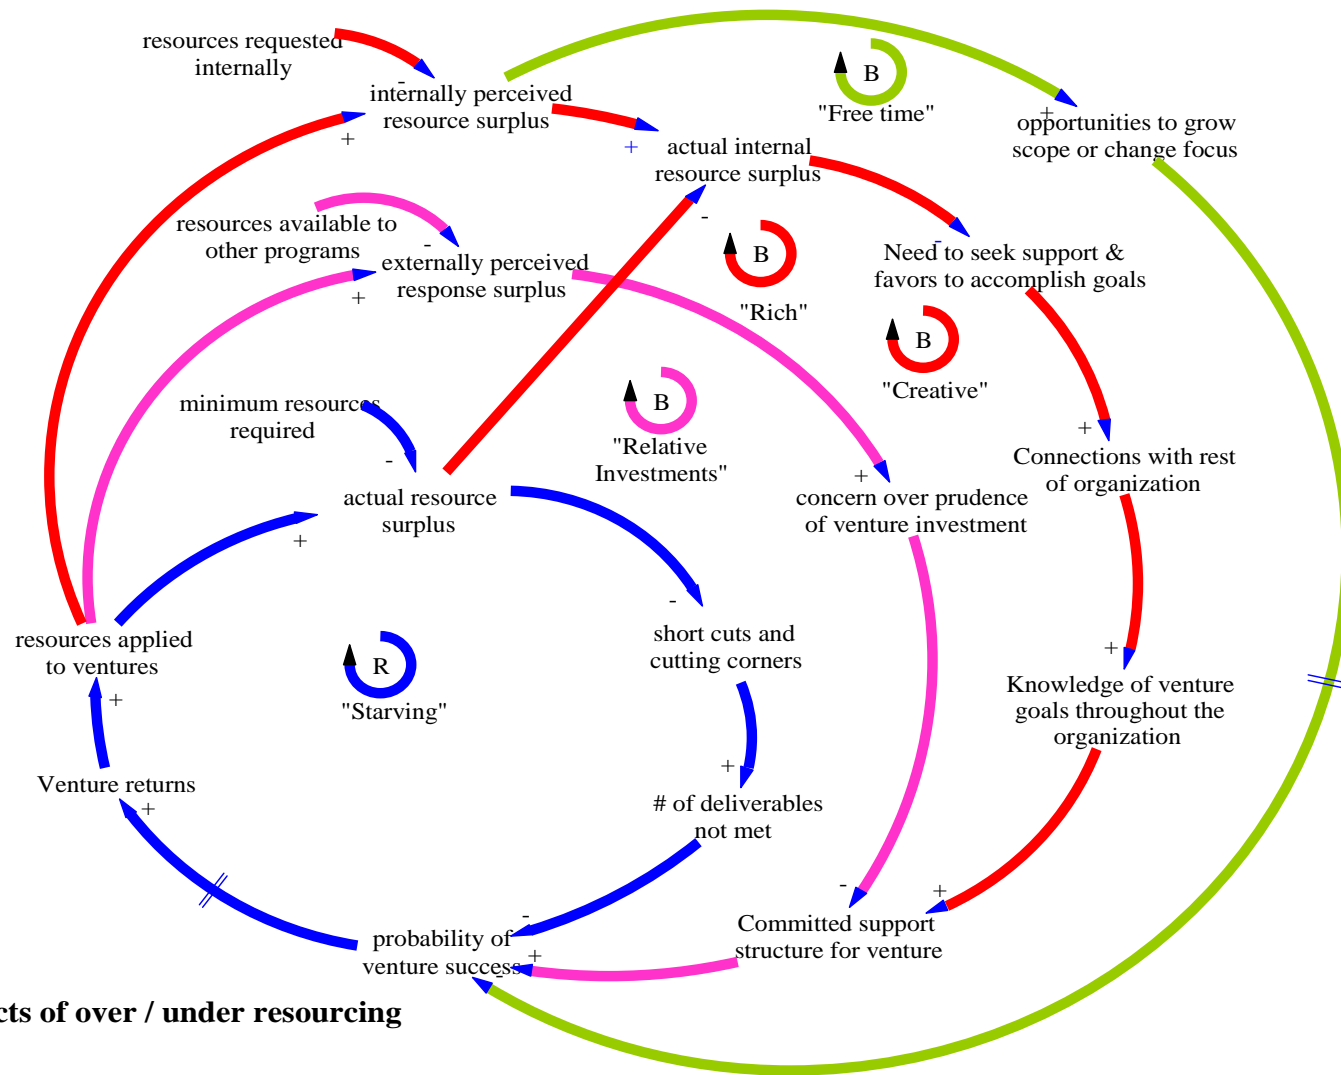 resources requested
internally
-
internally perceived
resource surplus
+
+
B
"Free time"
+
opportunities to grow
scope or change focus
actual internal
resource surplus
-
resources available to
other programs
-
externally perceived
response surplus
+
B
"Rich"
-
Need to seek support &
favors to accomplish goals
B
"Creative"
minimum resources
required
-
B
"Relative
Investments"
actual resource
surplus
+
+
Connections with rest
of organization
+
concern over prudence
of venture investment
-
short cuts and
cutting corners
resources applied
to ventures
+
R
"Starving"
+
Knowledge of venture
goals throughout the
organization
Venture returns
+
+
# of deliverables
not met
-
+
Committed support
structure for venture
-
probability of
venture success
+
-
cts of over / under resourcing